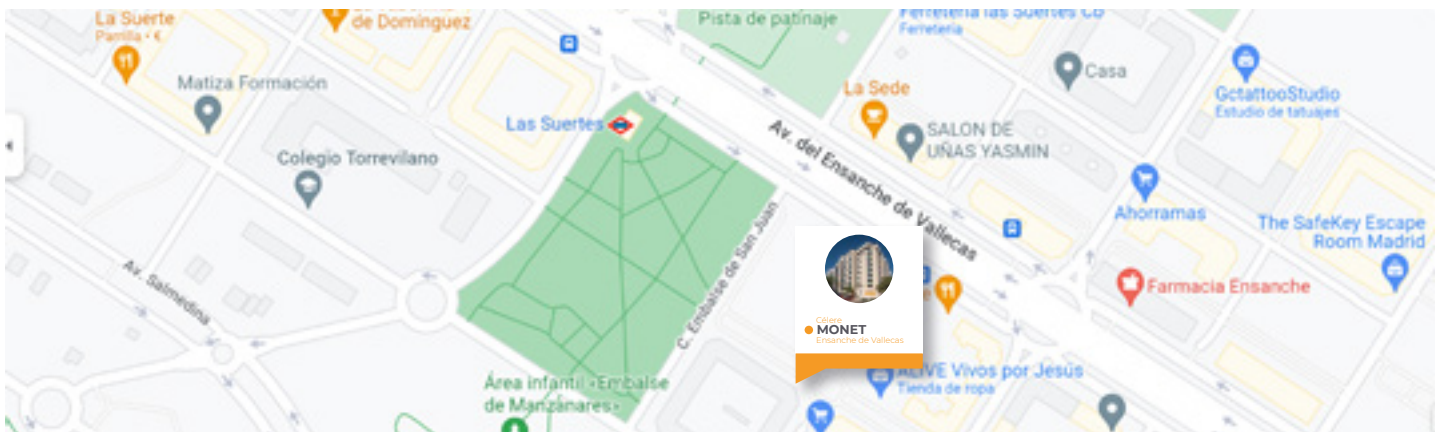 La Suerte
Parrilla • €
de Domínguez
Pista de patinaje
Ferretería las Suertes CB
Ferretería
Matiza Formación
Casa
GctattooStudio
Estudio de tatuajes
La Sede
Las Suertes
SALON DE
UÑAS YASMIN
Av. del Ensanche de Vallecas
Colegio Torrevilano
Ahorramas
The SafeKey Escape
Room Madrid
C. Embalse de San Juan
Av. Salmedina
Farmacia Ensanche
Célere
MONET
Ensanche de Vallecas
ALIVE Vivos por Jesús
Tienda de ropa
Área infantil «Embalse
de Manzanares»